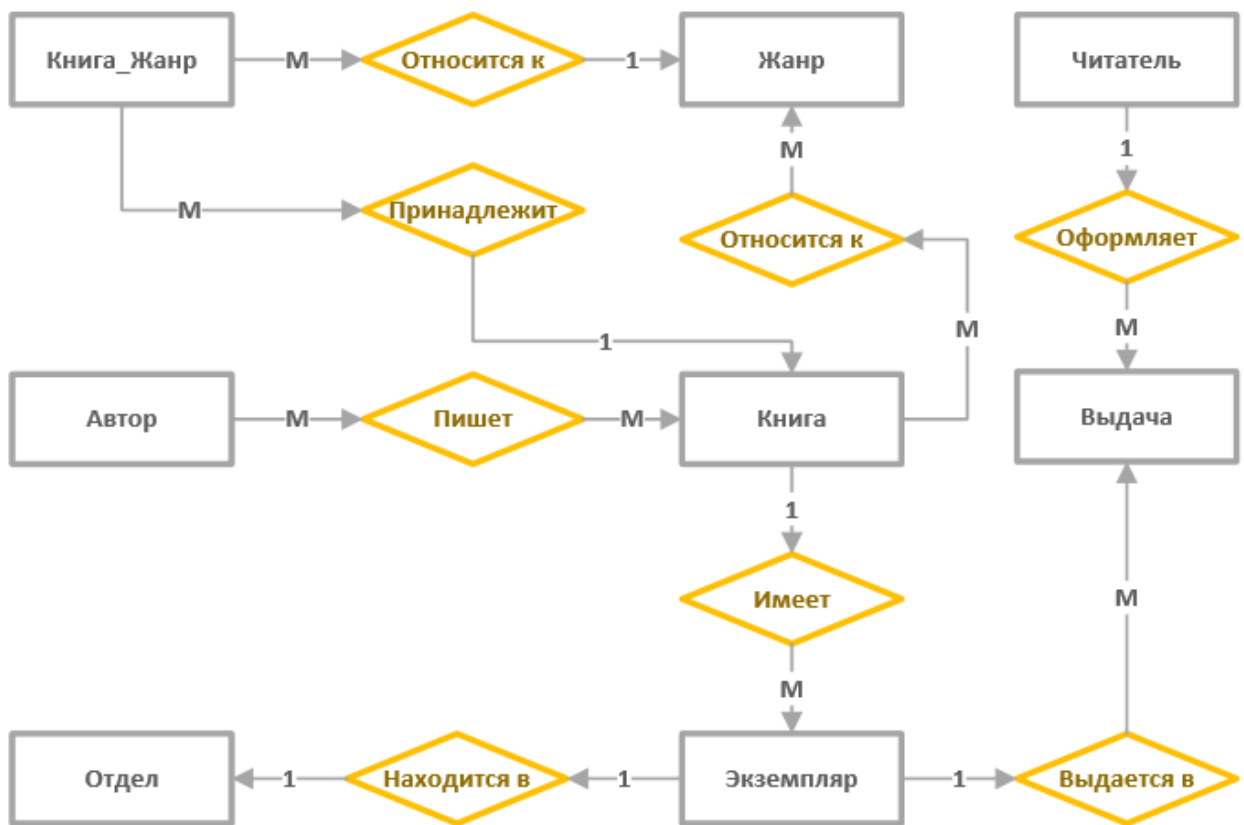 Книга_Жанр
М
Относится к
1
Жанр
Читатель
М
1
М
Принадлежит
Относится к
Оформляет
1
М
М
Автор
М
Пишет
М
Книга
Выдача
1
Имеет
М
М
Отдел
1
Находится в
1
Экземпляр
1
Выдается в